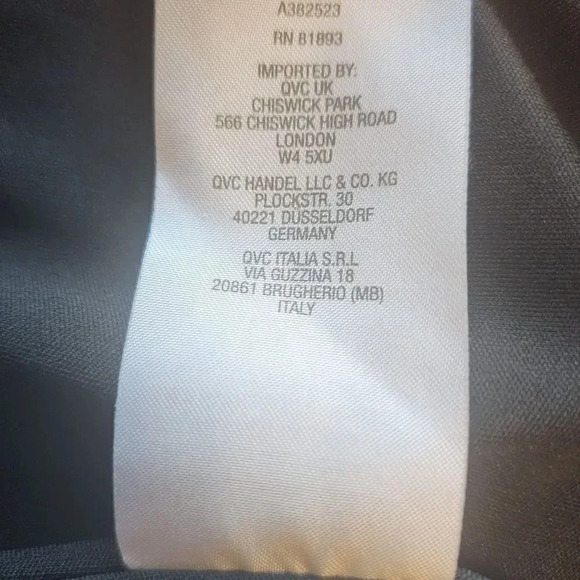 A382523
RN 81893
IMPORTED BY:
QVC UK
CHISWICK PARK
566 CHISWICK HIGH ROAD
LONDON
W4 5XU
QVC HANDEL LLC & CO. KG
PLOCKSTR. 30
40221 DÜSSELDORF
GERMANY
QVC ITALIA S.R.L
VIA GUZZINA 18
20861 BRUGHERIO (MB)
ITALY